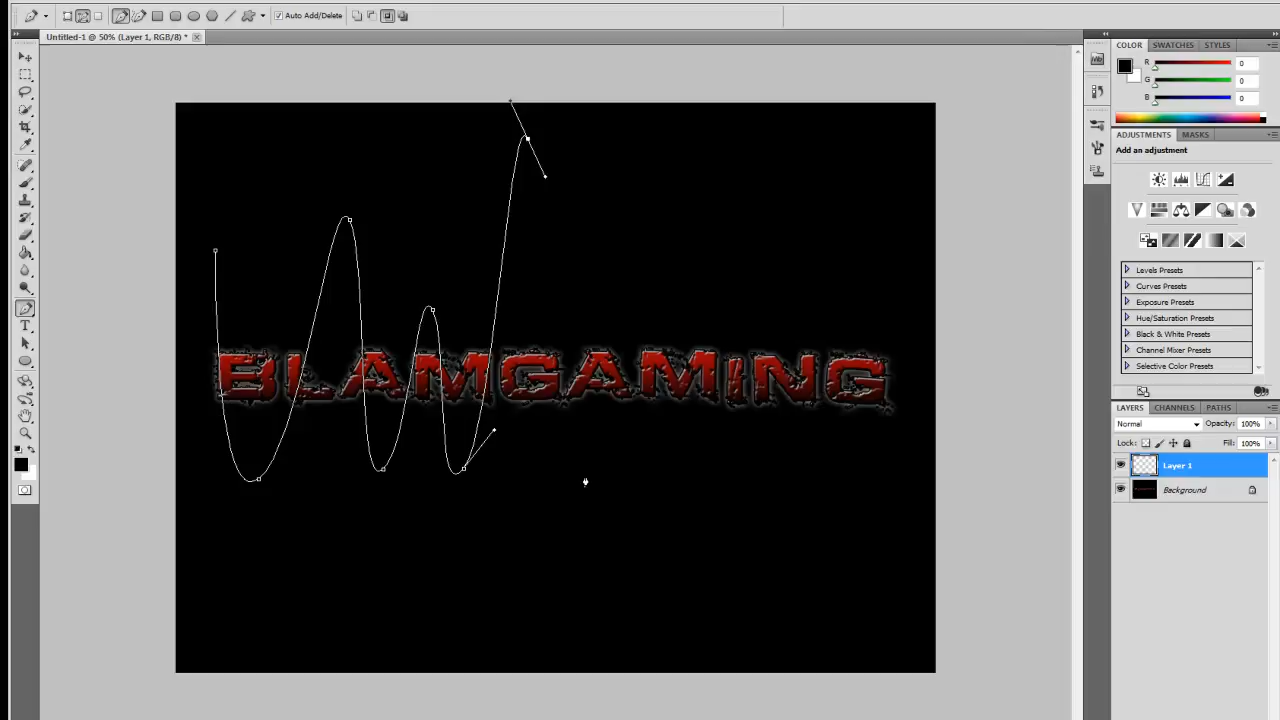 Auto Add/Delete
Untitled-1 @ 50% (Layer 1, RGB/8) *
COLOR SWATCHES STYLES
R 0
G 0
B 0
ADJUSTMENTS MASKS
Add an adjustment
Levels Presets
Curves Presets
Exposure Presets
Hue/Saturation Presets
Black & White Presets
Channel Mixer Presets
Selective Color Presets
BLAMGAMING
LAYERS CHANNELS PATHS
Normal Opacity: 100%
Lock: Fill: 100%
Layer 1
Background